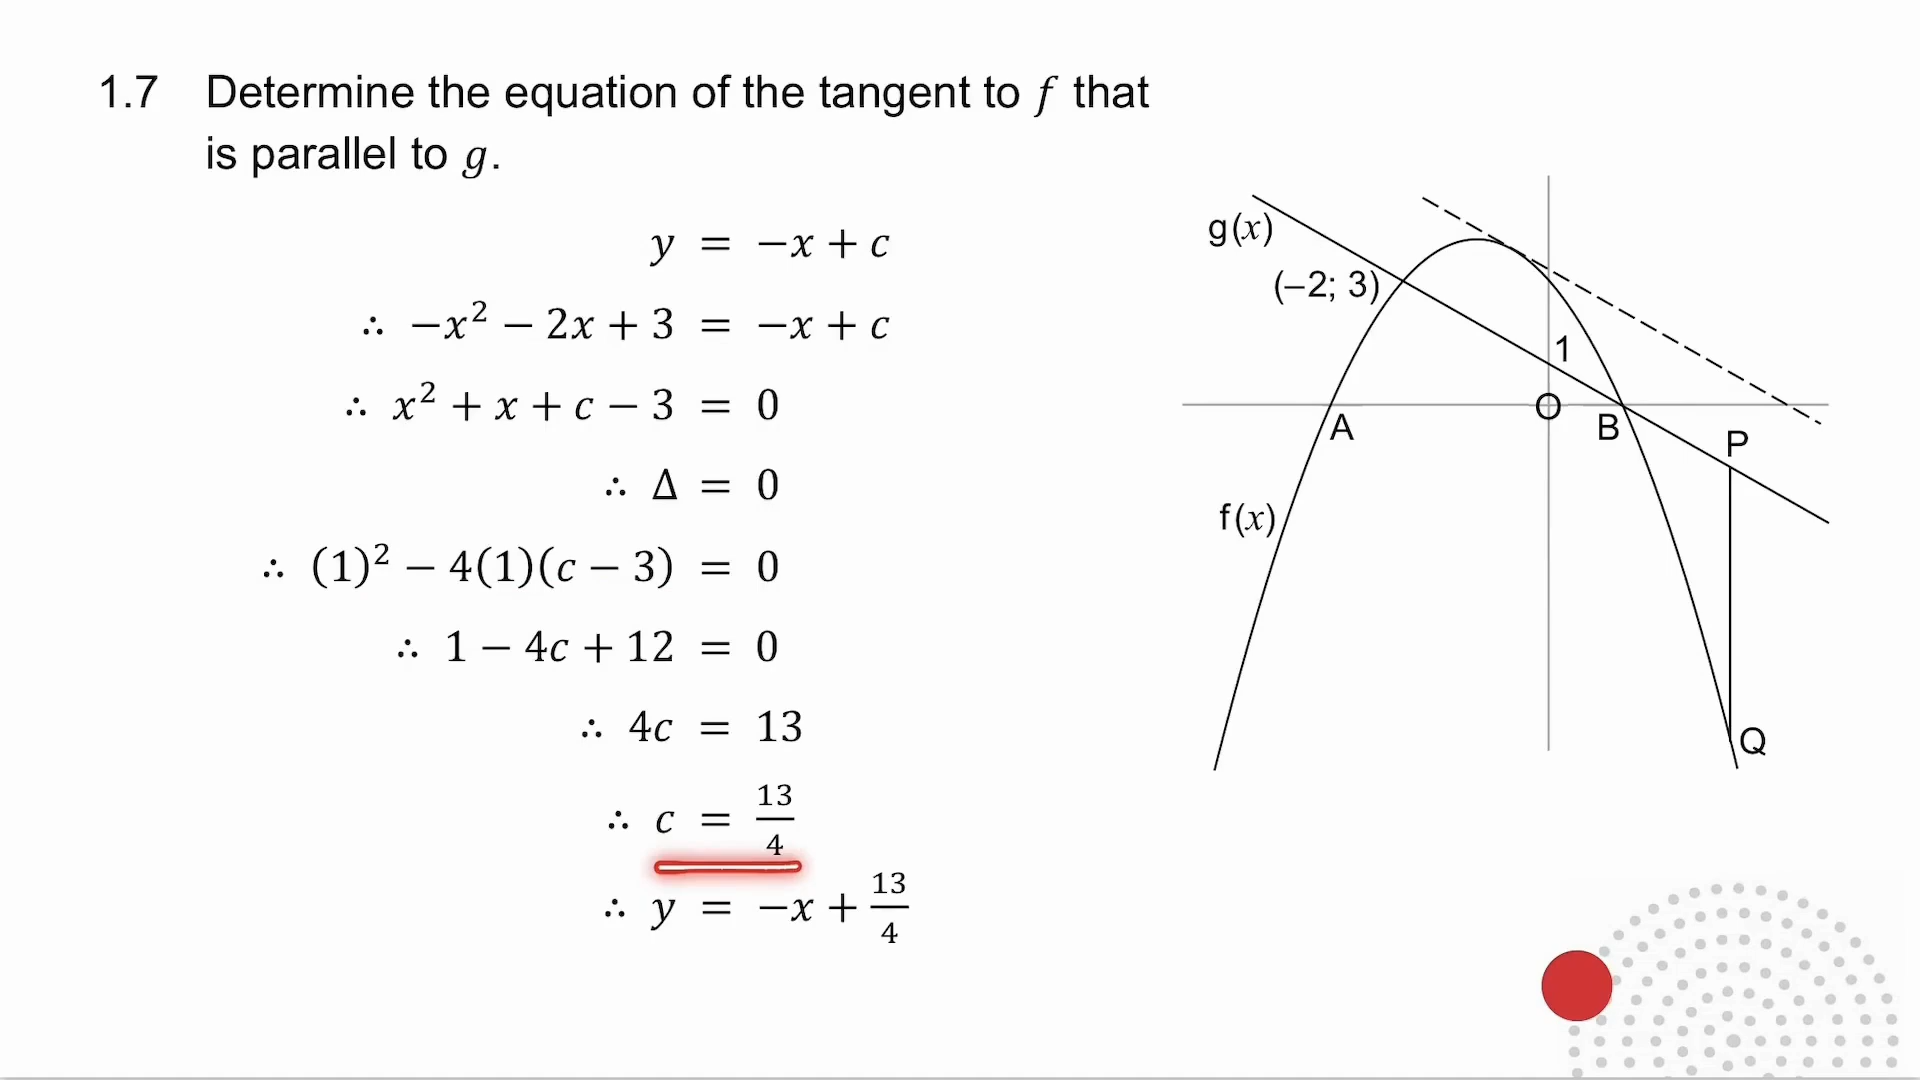 1.7 Determine the equation of the tangent to f that
is parallel to g.
y = −x + c
∴ −x² − 2x + 3 = −x + c
∴ x² + x + c − 3 = 0
∴ Δ = 0
∴ (1)² − 4(1)(c − 3) = 0
∴ 1 − 4c + 12 = 0
∴ 4c = 13
∴ c = 13/4
∴ y = −x + 13/4
g(x)
(−2; 3)
1
O
A
B
P
f(x)
Q